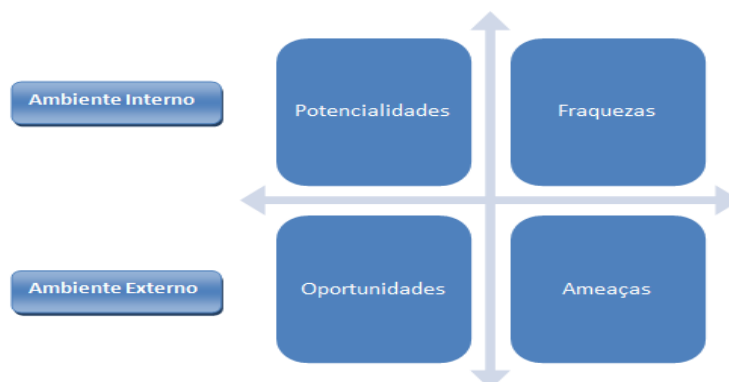 Ambiente Interno
Potencialidades
Fraquezas
Ambiente Externo
Oportunidades
Ameaças